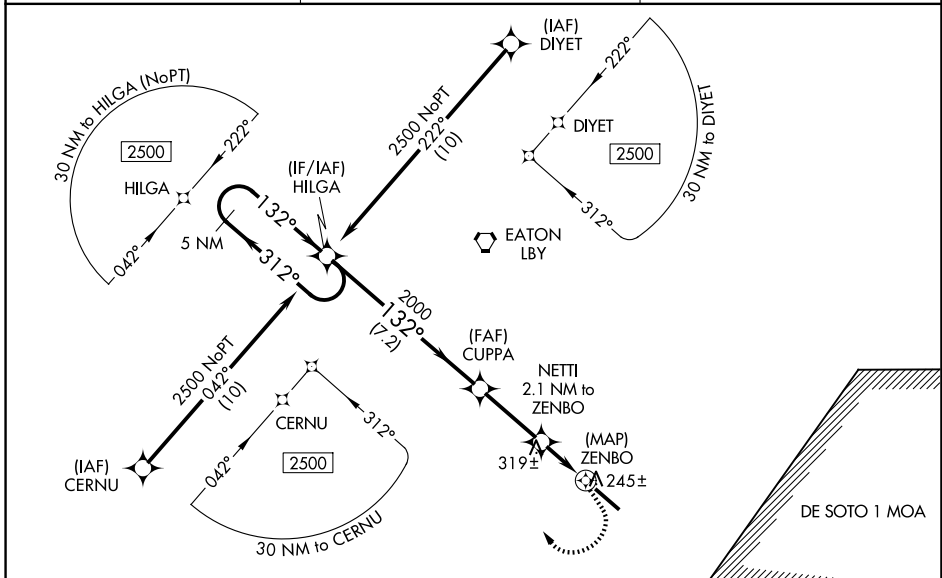 (IAF)
DIYET
30 NM to HILGA (NoPT)
2500
222°
HILGA
042°
2500 NoPT
222°
(10)
222°
DIYET
2500
312°
30 NM to DIYET
(IF/IAF)
HILGA
132°
5 NM
312°
EATON
LBY
2000
132°
(7.2)
(FAF)
CUPPA
NETTI
2.1 NM to
ZENBO
(MAP)
ZENBO
319±
245±
2500 NoPT
042°
(10)
(IAF)
CERNU
CERNU
042°
312°
2500
30 NM to CERNU
DE SOTO 1 MOA